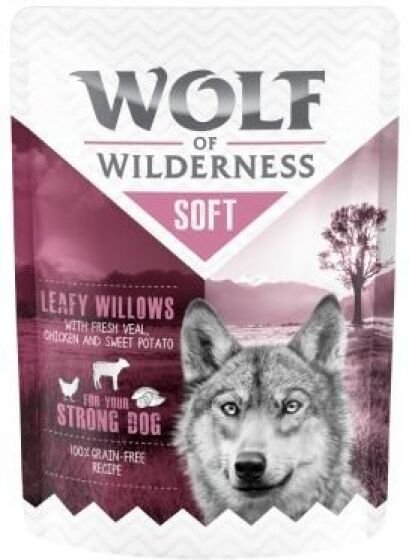 WOLF
OF
WILDERNESS
SOFT
LEAFY WILLOWS
WITH FRESH VEAL,
CHICKEN AND SWEET POTATO
FOR YOUR
STRONG DOG
100% GRAIN-FREE
RECIPE